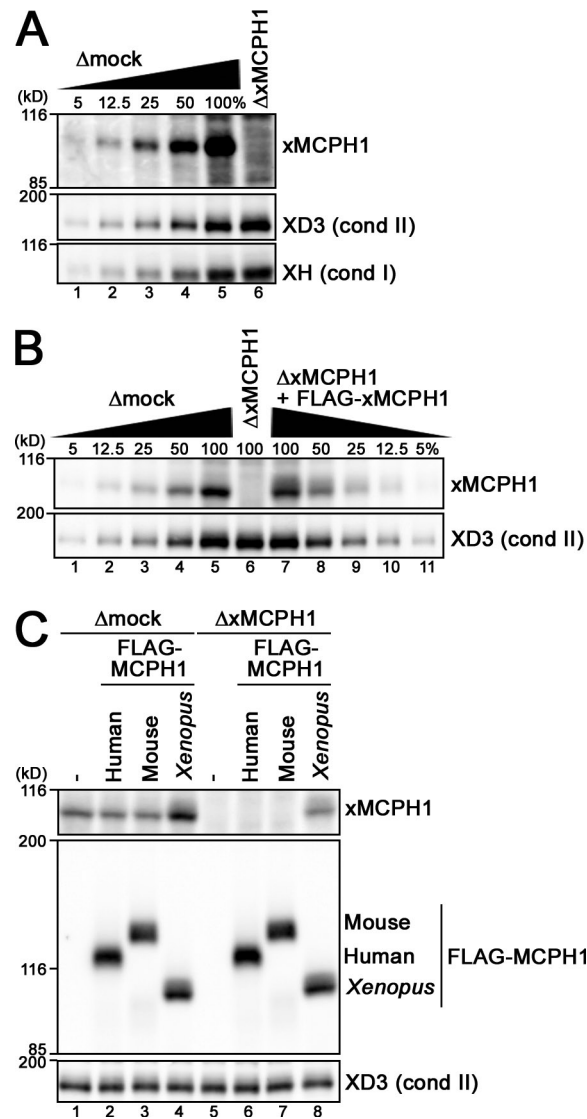 A
Δmock
ΔxMCPH1
(kD)
5 12.5 25 50 100%
116
xMCPH1
85
200
XD3 (cond II)
116
XH (cond I)
1 2 3 4 5 6
B
Δmock
ΔxMCPH1
ΔxMCPH1
+ FLAG-xMCPH1
(kD)
5 12.5 25 50 100 100 100 50 25 12.5 5%
116
xMCPH1
200
XD3 (cond II)
1 2 3 4 5 6 7 8 9 10 11
C
Δmock ΔxMCPH1
FLAG-
MCPH1
FLAG-
MCPH1
- Human Mouse Xenopus - Human Mouse Xenopus
(kD)
116
xMCPH1
200
Mouse
Human
FLAG-MCPH1
116
Xenopus
85
200
XD3 (cond II)
1 2 3 4 5 6 7 8